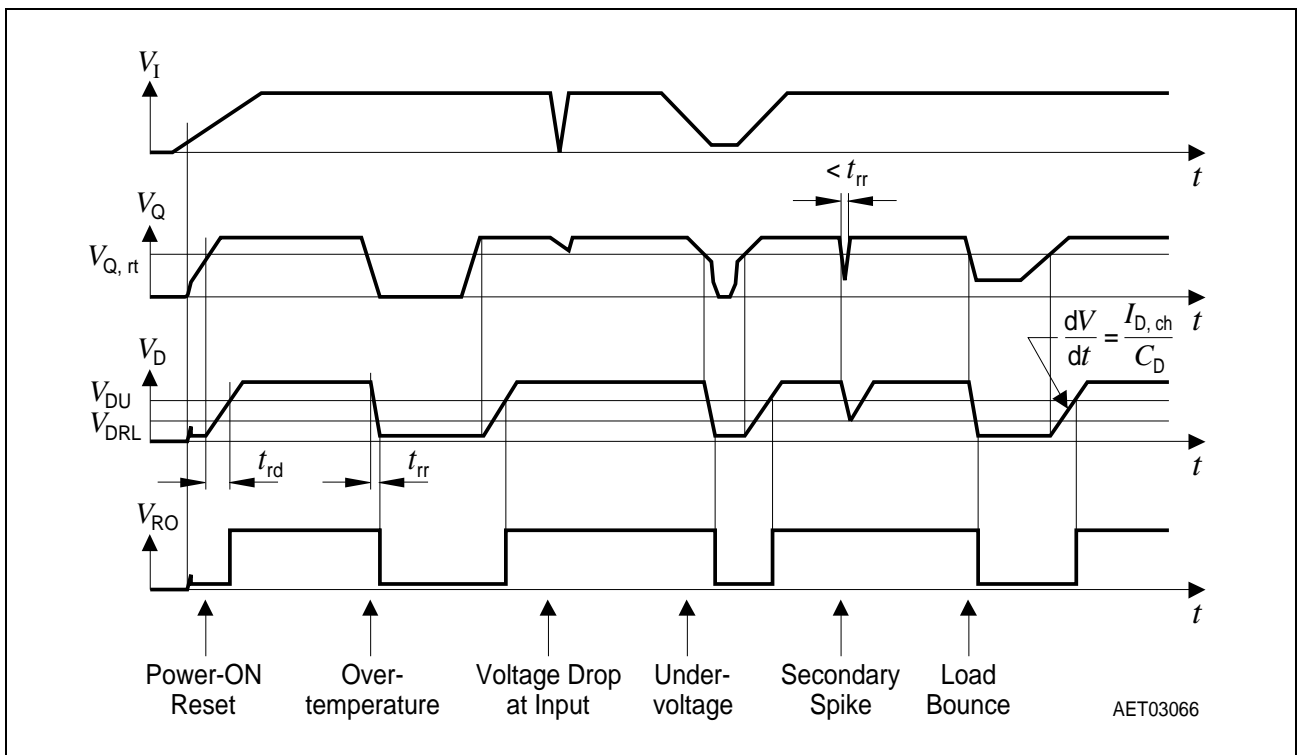 V_I
t
< t_rr
V_Q
V_Q, rt
t
dV/dt = I_D, ch/C_D
V_D
V_DU
V_DRL
t
t_rd
t_rr
V_RO
t
Power-ON
Reset
Over-
temperature
Voltage Drop
at Input
Under-
voltage
Secondary
Spike
Load
Bounce
AET03066